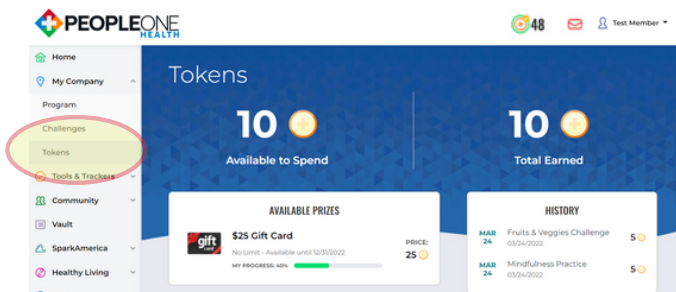 PEOPLEONE
HEALTH
48
Test Member
Home
My Company
Program
Challenges
Tokens
Tools & Trackers
Community
Vault
SparkAmerica
Healthy Living
Tokens
10
Available to Spend
10
Total Earned
AVAILABLE PRIZES
gift
card
$25 Gift Card
No Limit - Available until 12/31/2022
MY PROGRESS: 40%
PRICE:
25
HISTORY
MAR
24
Fruits & Veggies Challenge
03/24/2022
5
MAR
24
Mindfulness Practice
03/24/2022
5